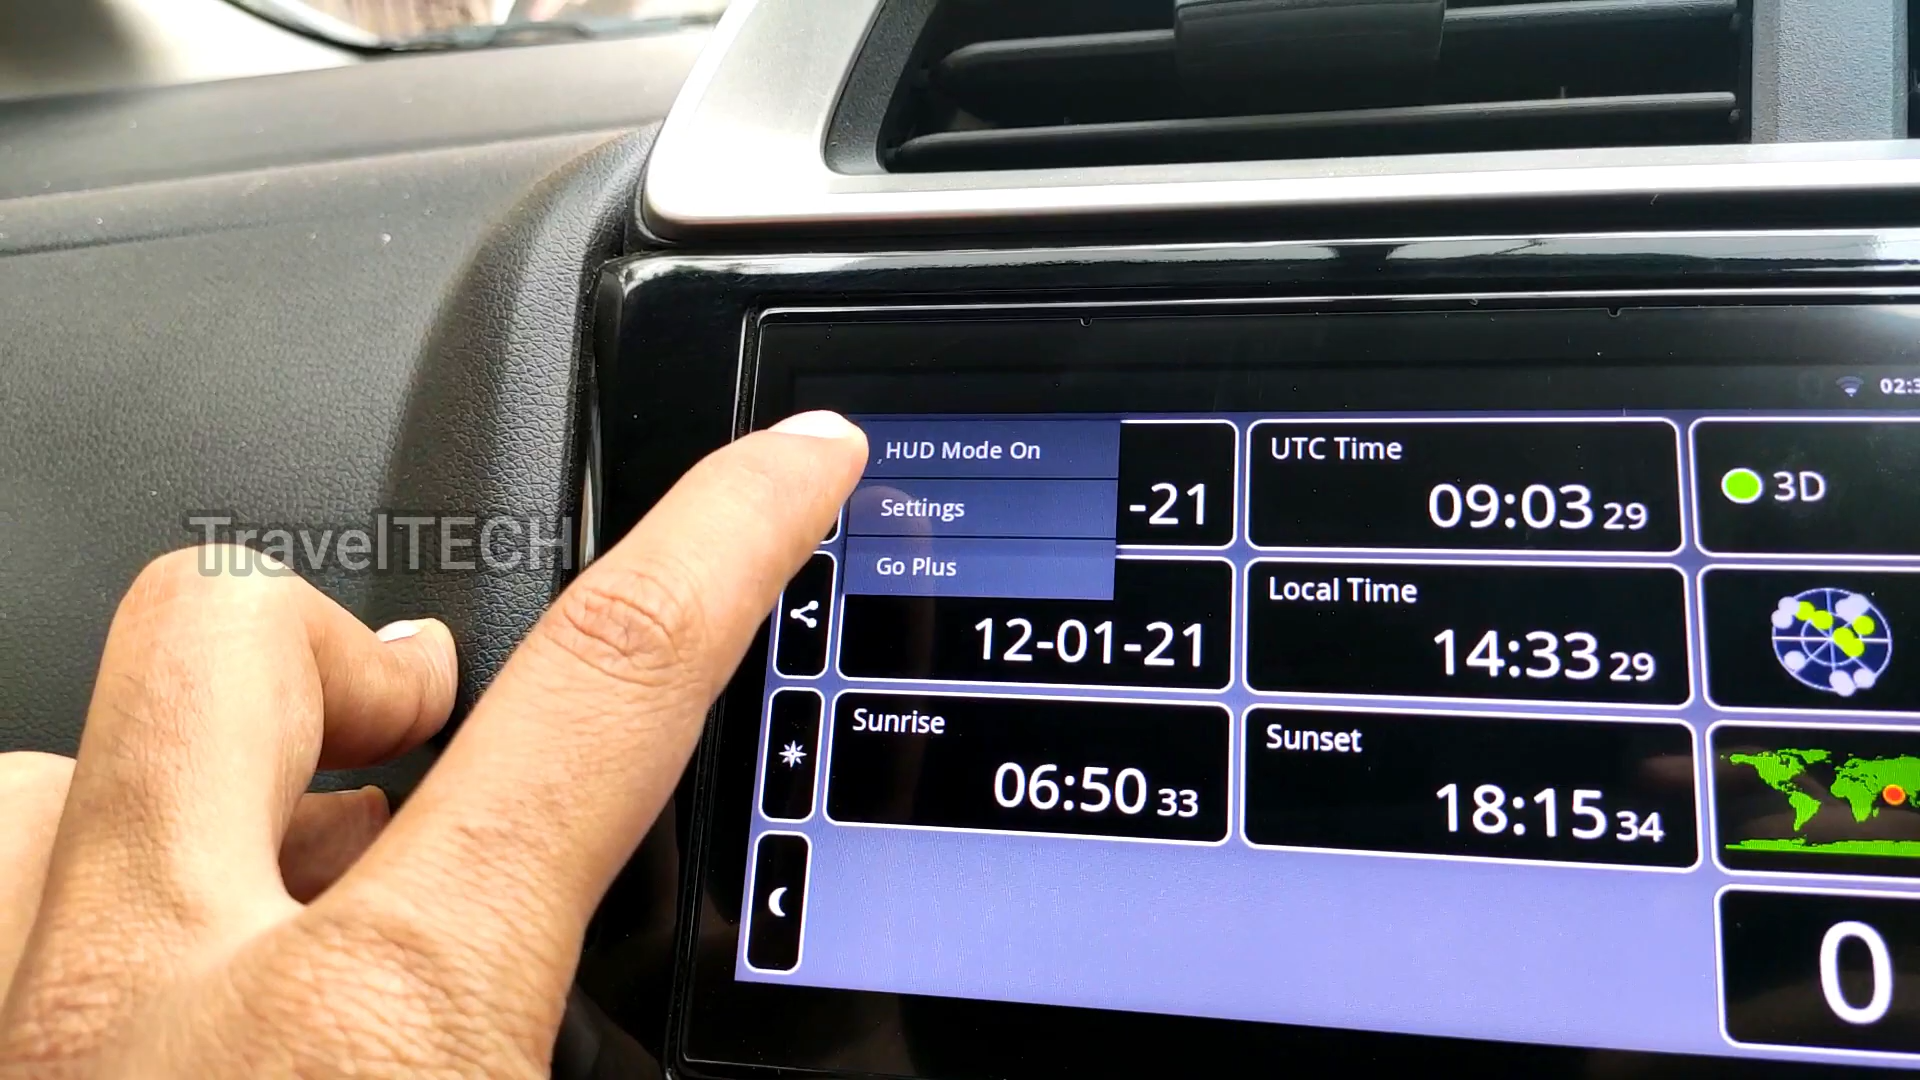 02:3
HUD Mode On
Settings
Go Plus
-21
UTC Time
09:03 29
3D
12-01-21
Local Time
14:33 29
Sunrise
06:50 33
Sunset
18:15 34
0
TravelTECH